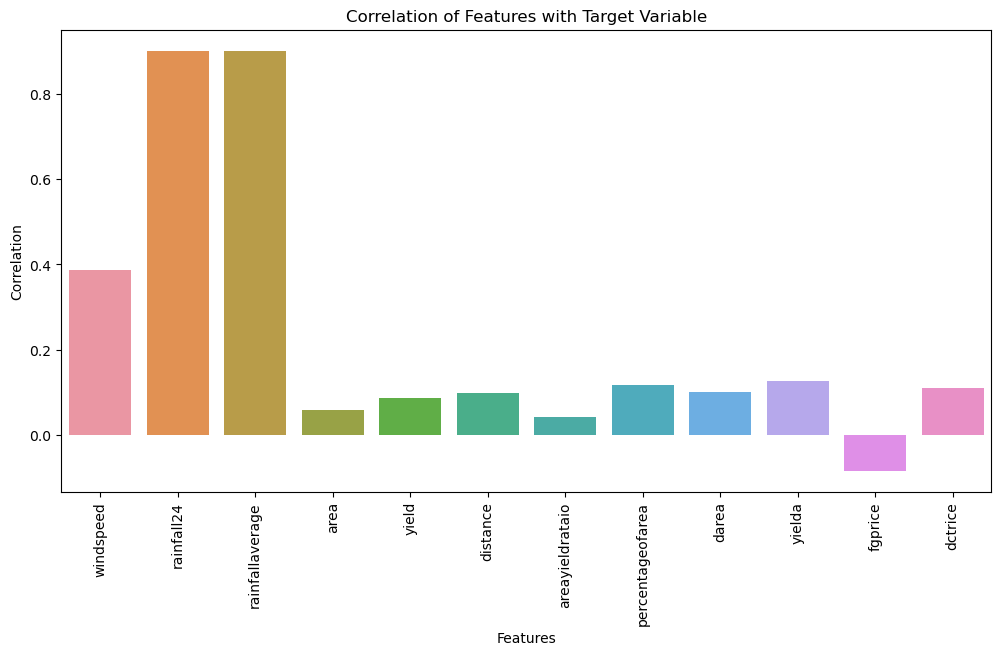 Correlation of Features with Target Variable
Correlation
0.8
0.6
0.4
0.2
0.0
windspeed
rainfall24
rainfallaverage
area
yield
distance
areayieldrataio
percentageofarea
darea
yielda
fgprice
dctrice
Features